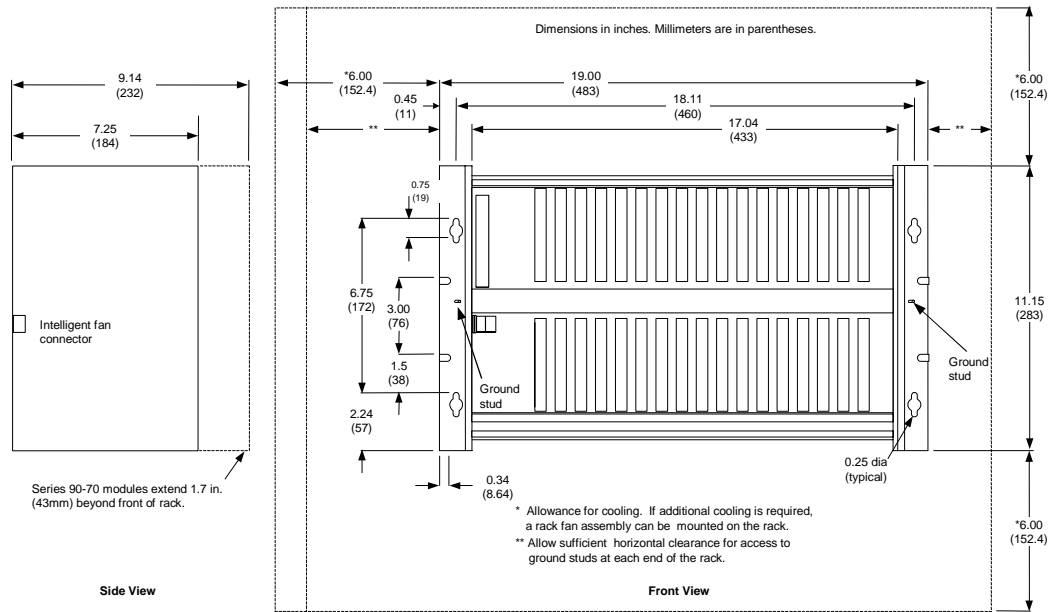 Dimensions in inches. Millimeters are in parentheses.
9.14
(232)
7.25
(184)
*6.00
(152.4)
19.00
(483)
0.45
(11)
18.11
(460)
**
17.04
(433)
**
*6.00
(152.4)
0.75
(19)
6.75
(172)
3.00
(76)
1.5
(38)
2.24
(57)
11.15
(283)
Intelligent fan
connector
Ground
stud
Ground
stud
0.25 dia
(typical)
0.34
(8.64)
Series 90-70 modules extend 1.7 in.
(43mm) beyond front of rack.
* Allowance for cooling. If additional cooling is required,
a rack fan assembly can be mounted on the rack.
** Allow sufficient horizontal clearance for access to
ground studs at each end of the rack.
*6.00
(152.4)
Side View
Front View